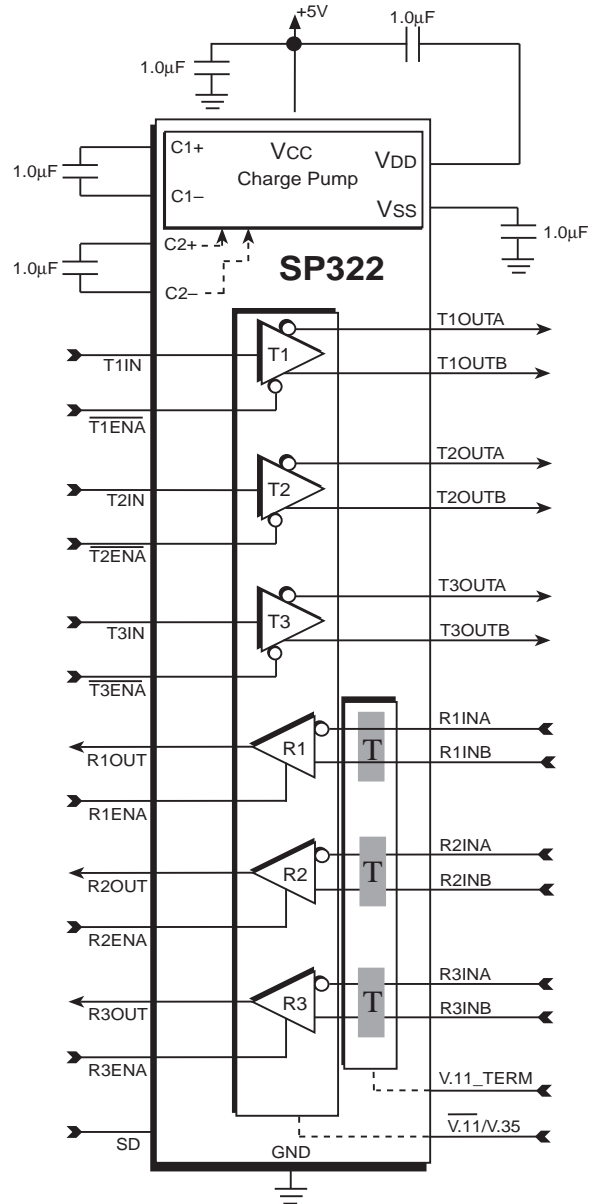 +5V
1.0µF
1.0µF
C1+
VCC
VDD
1.0µF
Charge Pump
C1–
VSS
1.0µF
C2+
1.0µF
SP322
C2–
T1OUTA
T1
T1IN
T1OUTB
T1ENA
T2OUTA
T2
T2IN
T2OUTB
T2ENA
T3OUTA
T3
T3IN
T3OUTB
T3ENA
R1INA
R1
T
R1OUT
R1INB
R1ENA
R2INA
R2
T
R2OUT
R2INB
R2ENA
R3INA
R3
T
R3OUT
R3INB
R3ENA
V.11_TERM
SD
GND
V.11/V.35